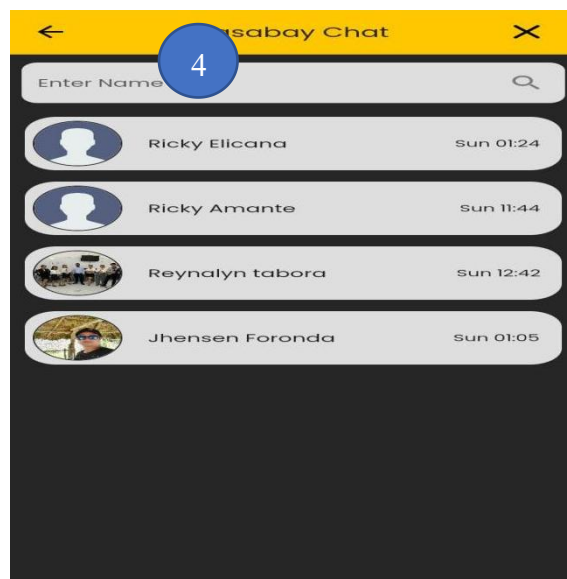 Chat
4
Enter Name
Ricky Elicana Sun 01:24
Ricky Amante Sun 11:44
Reynalyn tabora Sun 12:42
Jhensen Foronda Sun 01:05